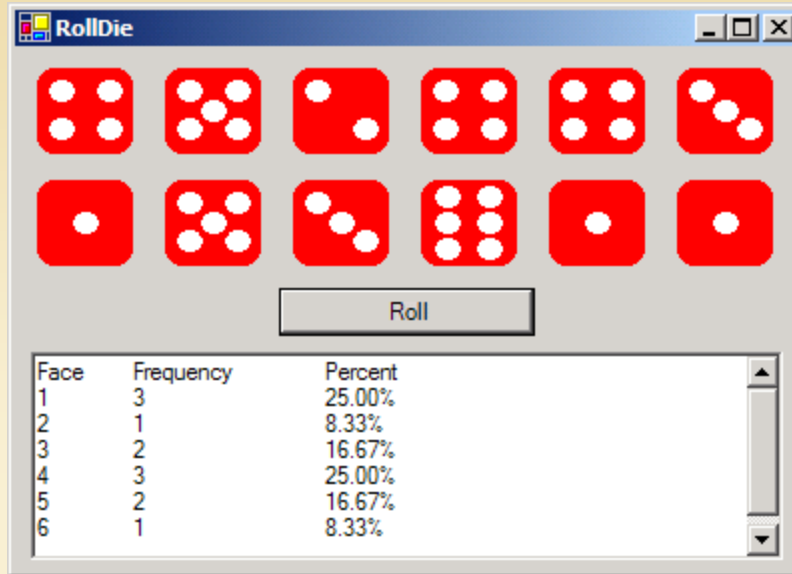 RollDie
Roll
Face Frequency Percent
1 3 25.00%
2 1 8.33%
3 2 16.67%
4 3 25.00%
5 2 16.67%
6 1 8.33%